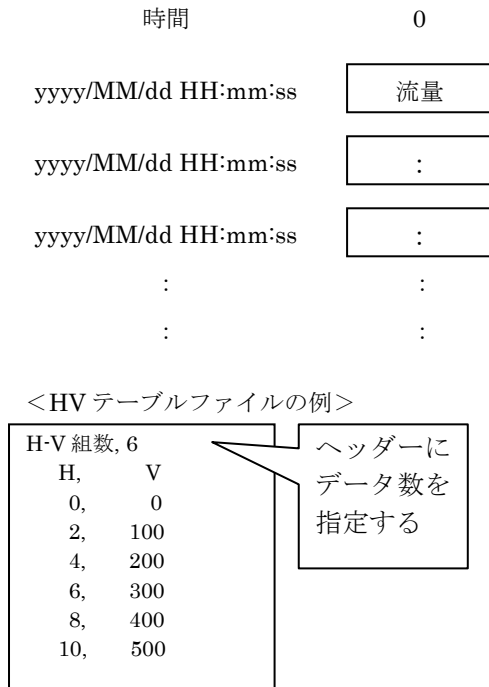 時間 0
yyyy/MM/dd HH:mm:ss 流量
yyyy/MM/dd HH:mm:ss :
yyyy/MM/dd HH:mm:ss :
: :
: :
＜HV テーブルファイルの例＞
H-V 組数, 6
H, V
0, 0
2, 100
4, 200
6, 300
8, 400
10, 500
ヘッダーに
データ数を
指定する